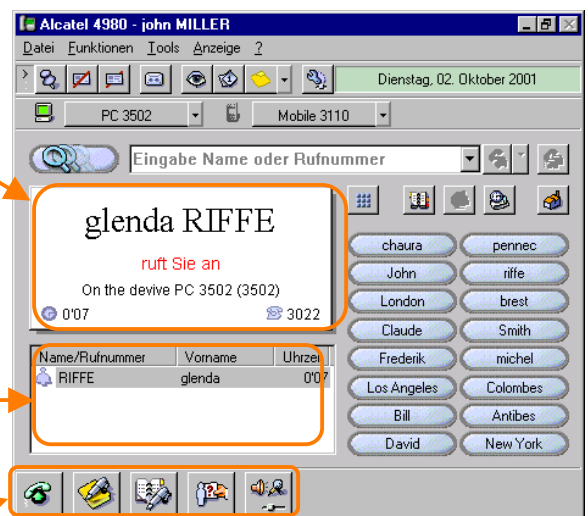 Alcatel 4980 - john MILLER
Datei Funktionen Iools Anzeige ?
Dienstag, 02. Oktober 2001
PC 3502 Mobile 3110
Eingabe Name oder Rufnummer
glenda RIFFE
ruft Sie an
On the devive PC 3502 (3502)
0'07 3022
Name/Rufnummer Vorname Uhrzei
RIFFE glenda 0'07
chaura pennec
John riffe
London brest
Claude Smith
Frederik michel
Los Angeles Colombes
Bill Antibes
David New York